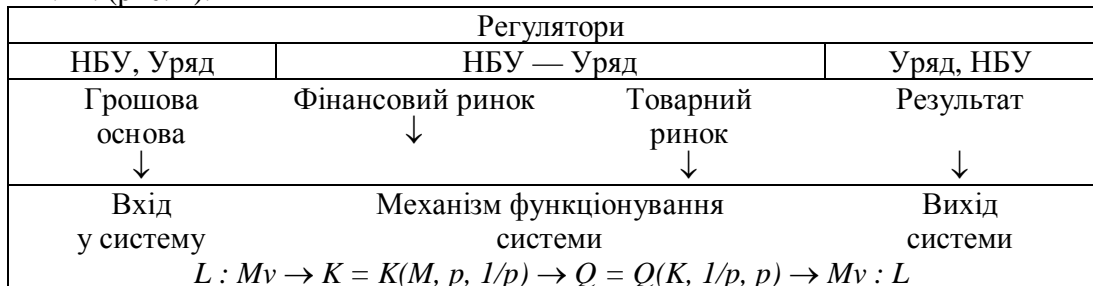 Регулятори
НБУ, Уряд НБУ — Уряд Уряд, НБУ
Грошова Фінансовий ринок Товарний Результат
основа ↓ ринок
↓ ↓ ↓
Вхід Механізм функціонування Вихід
у систему системи системи
L : Mv → K = K(M, p, 1/p) → Q = Q(K, 1/p, p) → Mv : L